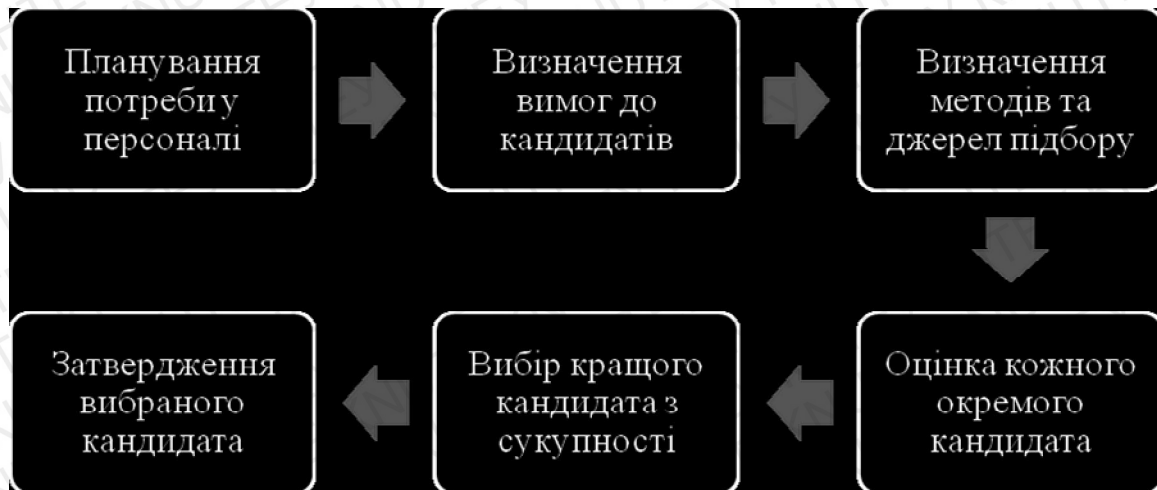 Планування
потреби у
персоналі
Визначення
вимог до
кандидатів
Визначення
методів та
джерел підбору
Оцінка кожного
окремого
кандидата
Вибір кращого
кандидата з
сукупності
Затвердження
вибраного
кандидата